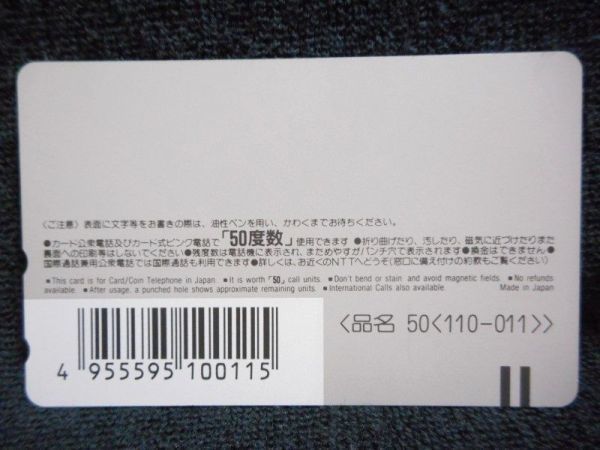 〈ご注意〉表面に文字等をお書きの際は、油性ペンを用い、かわくまでお待ちください。
●カード公衆電話及びカード式ピンク電話で「50度数」使用できます ●折り曲げたり、汚したり、磁気に近づけたりまた
裏面への印刷等はしないでください ●残度数は電話機に表示され、まためやすがパンチ穴で表示されます ●換金はできません ●
国際通話兼用公衆電話では国際通話も利用できます ●詳しくは、お近くのNTTへどうぞ(窓口に備え付けの約款もご覧ください)
■This card is for Card/Coin Telephone in Japan. ■It is worth「50」call units. ■Don't bend or stain and avoid magnetic fields. ■No refunds
available. ■After usage, a punched hole shows approximate remaining units. ■International Calls also available. Made in Japan
〈品名 50〈110-011〉〉
4 955595 100115